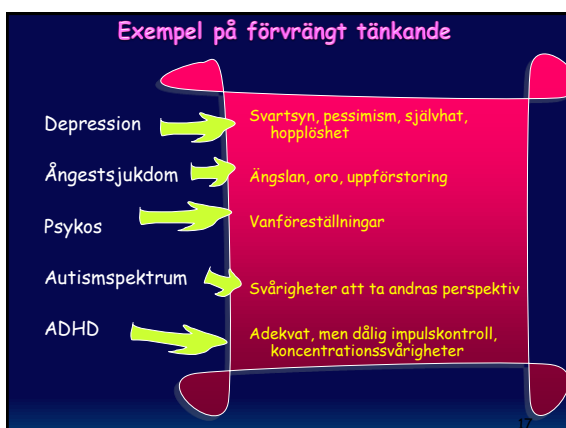 Exempel på förvrängt tänkande
Depression
Svartsyn, pessimism, självhat,
hopplöshet
Ångestsjukdom
Ängslan, oro, uppförstoring
Psykos
Vanföreställningar
Autismspektrum
Svårigheter att ta andras perspektiv
ADHD
Adekvat, men dålig impulskontroll,
koncentrationssvårigheter
17